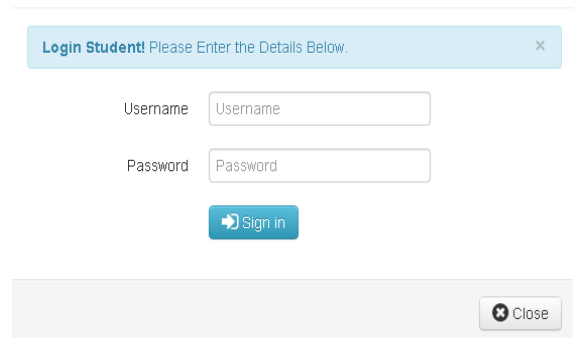 Login Student! Please Enter the Details Below. ×
Username Username
Password Password
Sign in
Close